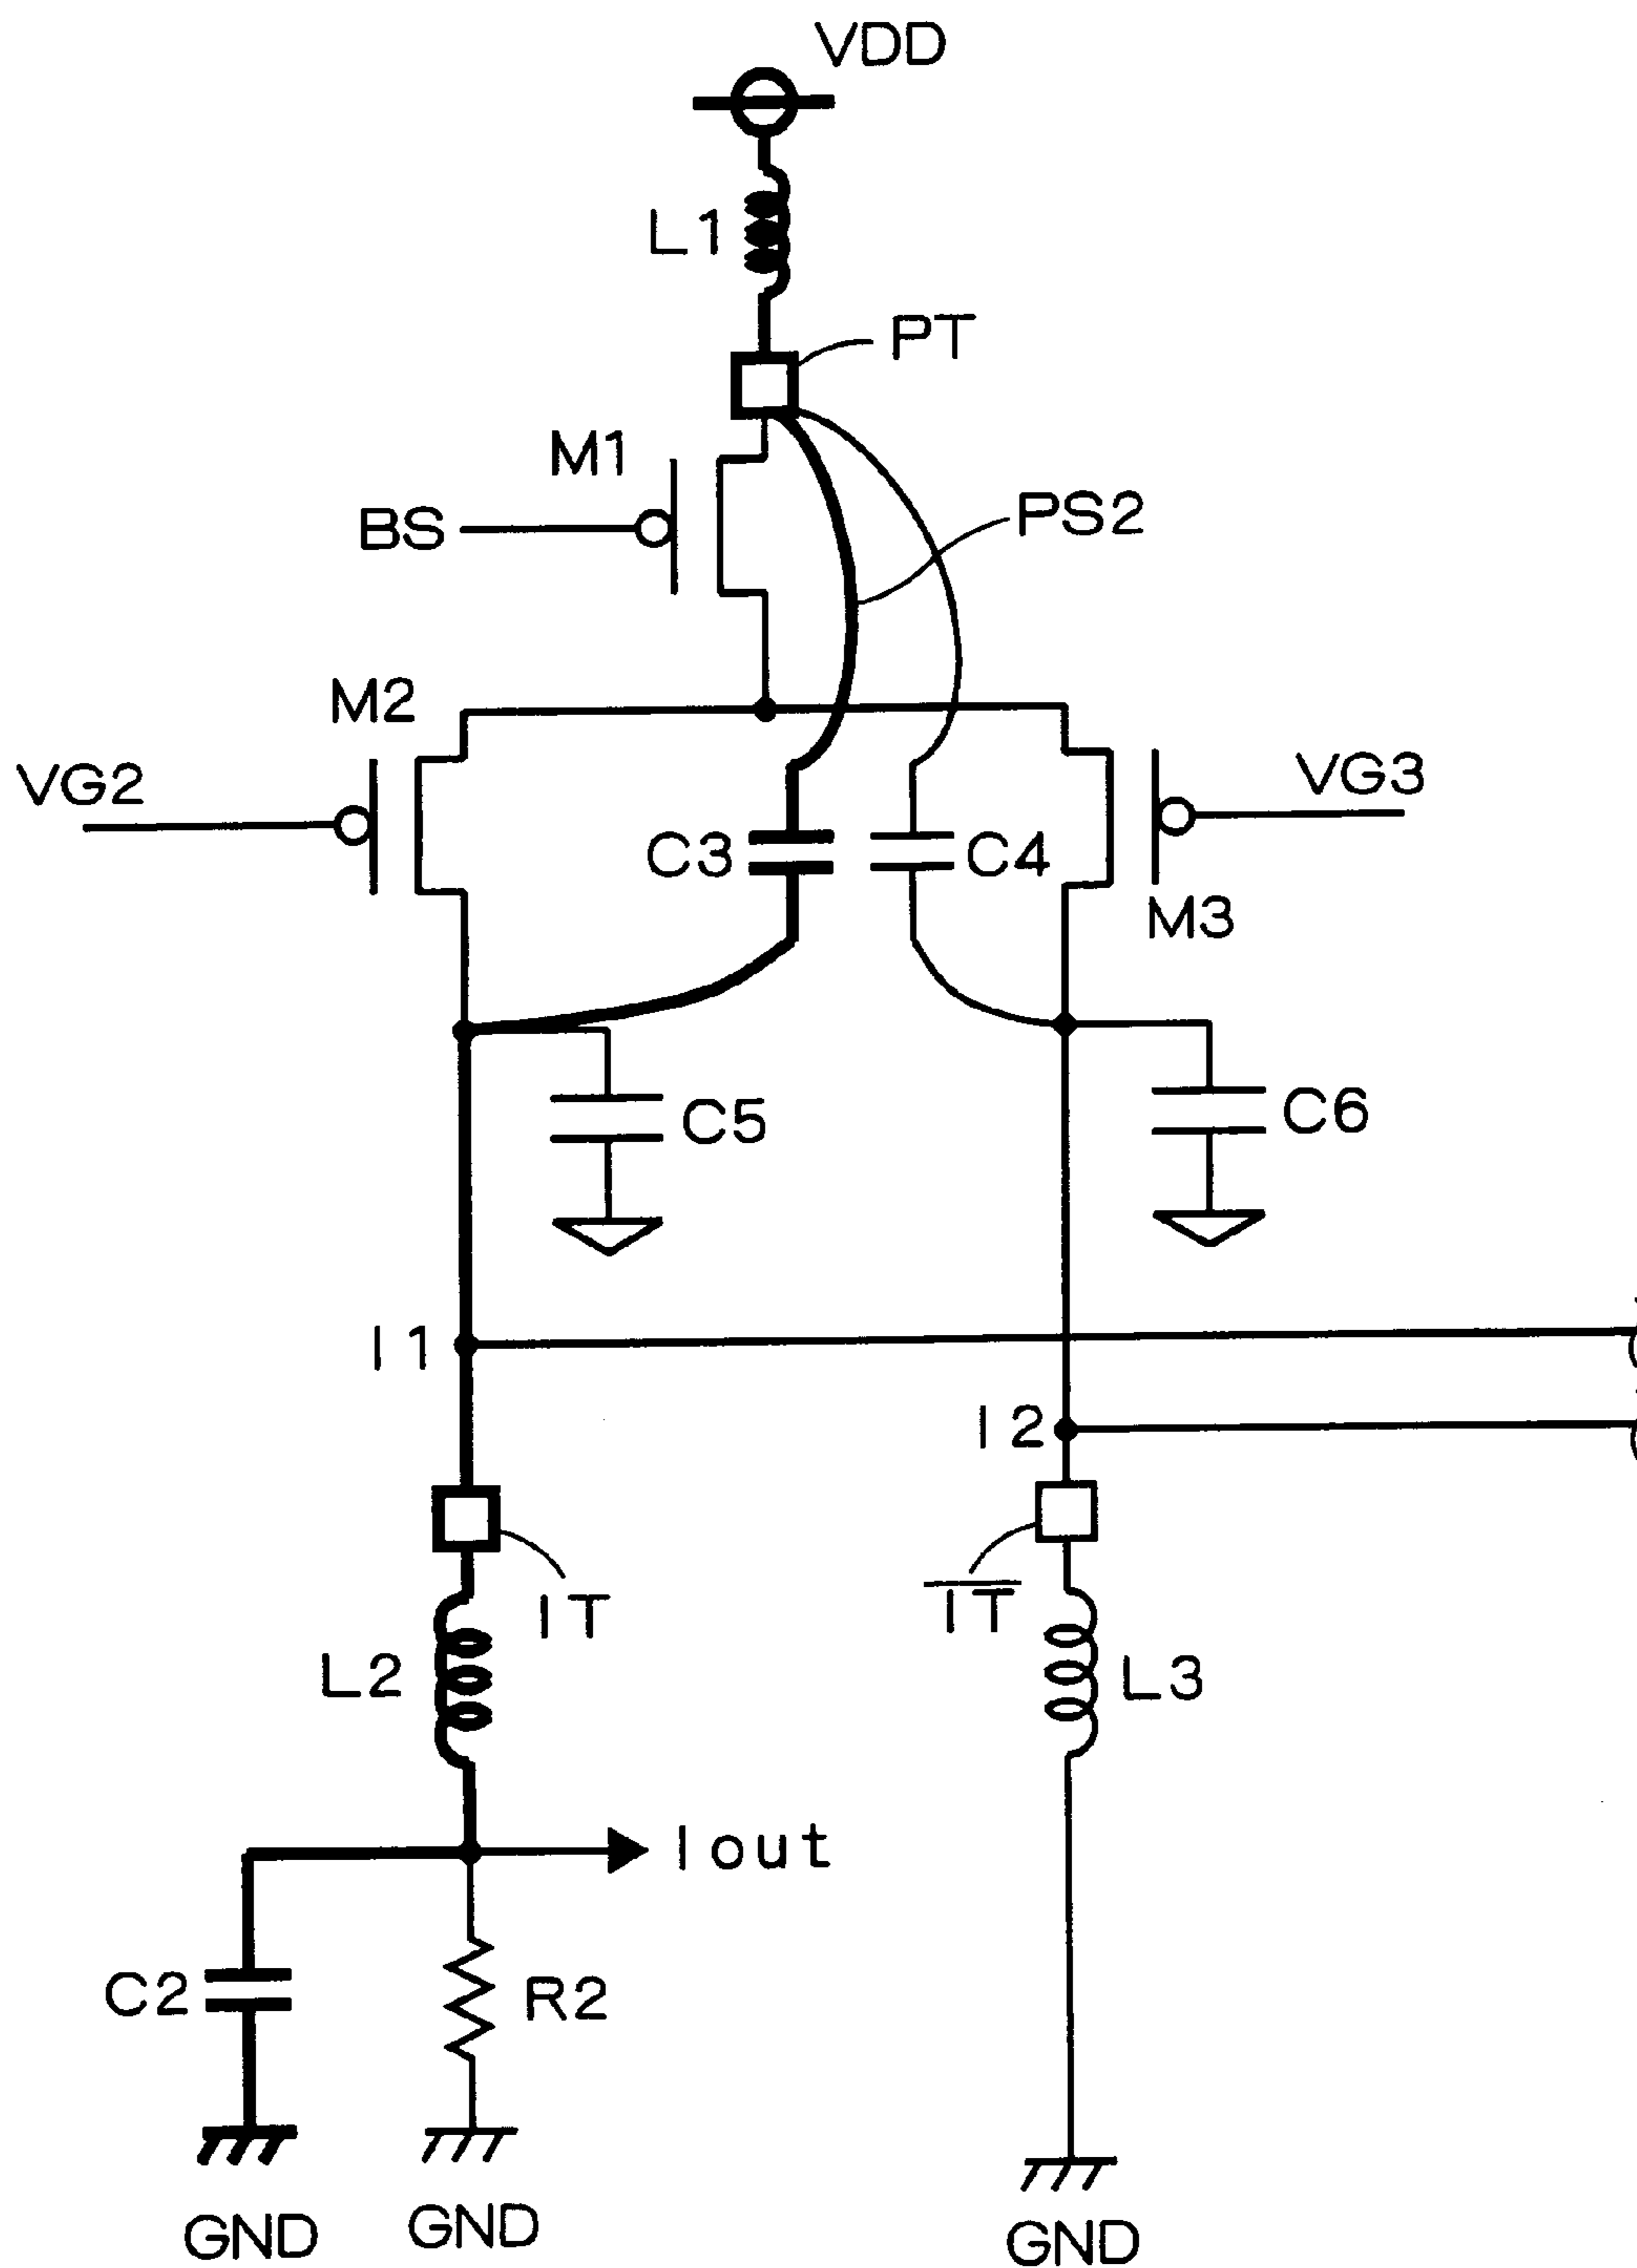 VDD
L1
PT
M1
BS
PS2
M2
VG2
VG3
C3
C4
M3
C5
C6
I1
I2
IT
I̅T̅
L2
L3
Iout
C2
R2
GND
GND
GND